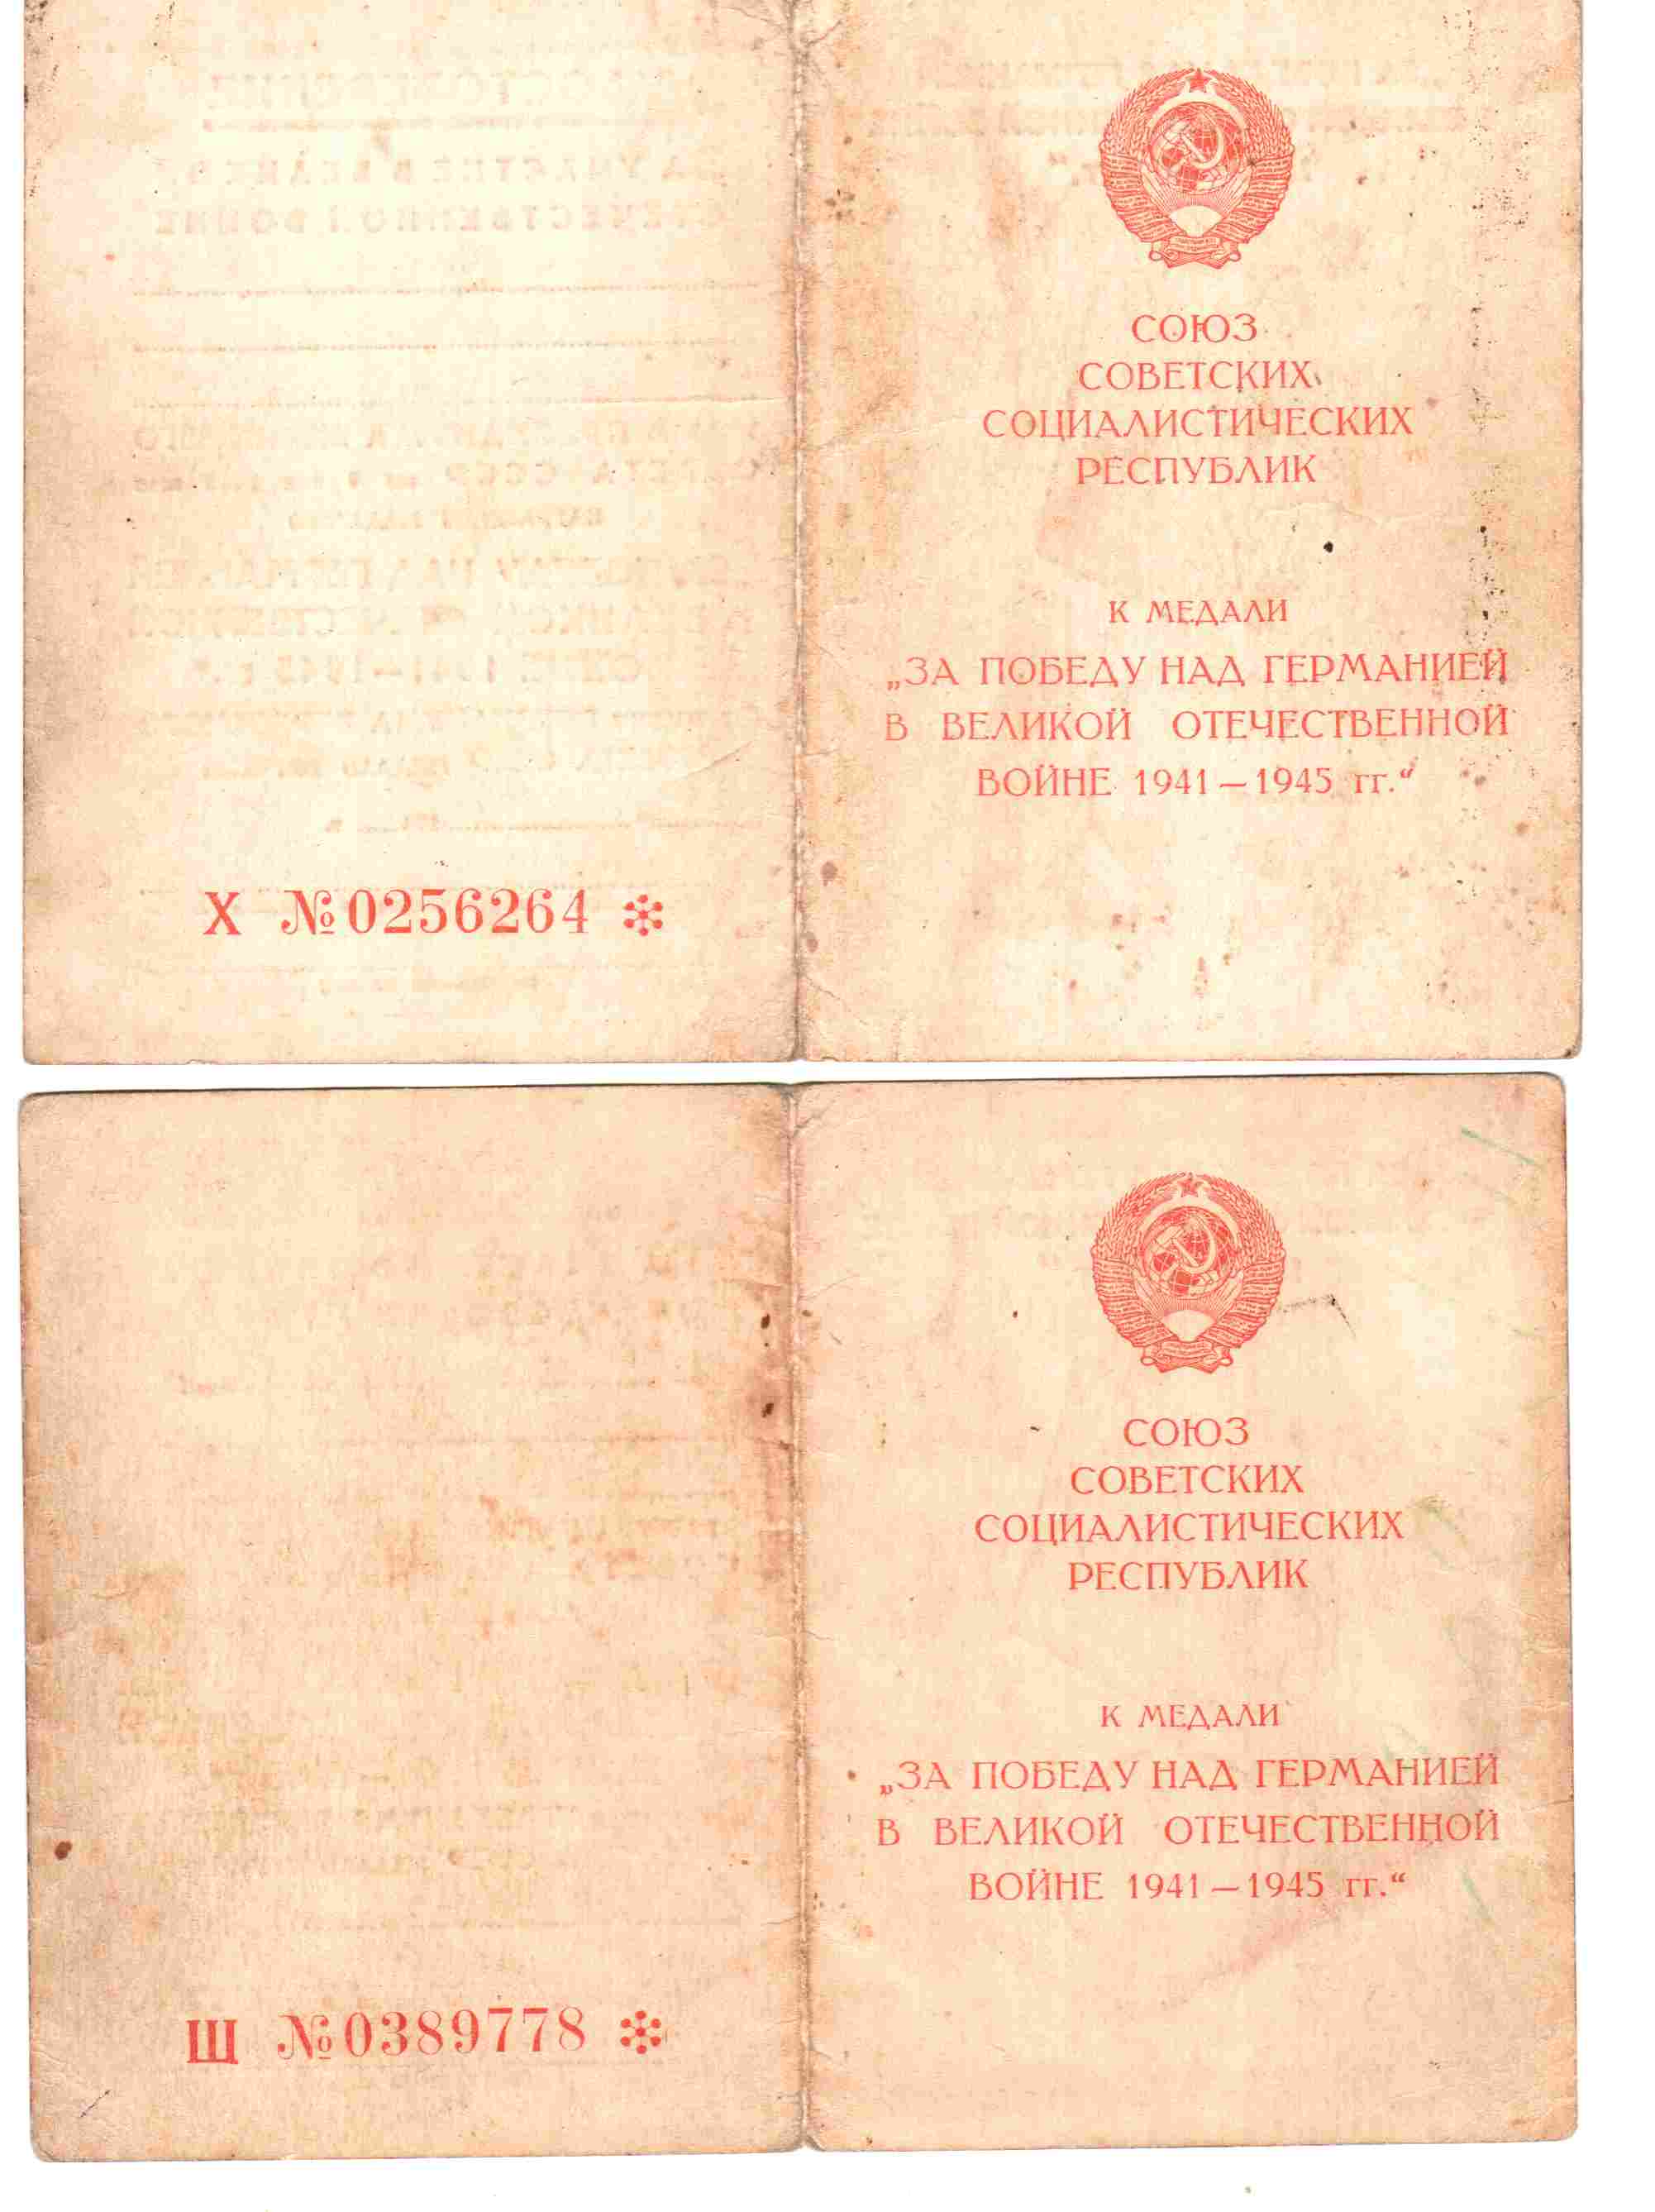 СОЮЗ
СОВЕТСКИХ
СОЦИАЛИСТИЧЕСКИХ
РЕСПУБЛИК
К МЕДАЛИ
„ЗА ПОБЕДУ НАД ГЕРМАНИЕЙ
В ВЕЛИКОЙ ОТЕЧЕСТВЕННОЙ
ВОЙНЕ 1941—1945 гг.“
Х №0256264
СОЮЗ
СОВЕТСКИХ
СОЦИАЛИСТИЧЕСКИХ
РЕСПУБЛИК
К МЕДАЛИ
„ЗА ПОБЕДУ НАД ГЕРМАНИЕЙ
В ВЕЛИКОЙ ОТЕЧЕСТВЕННОЙ
ВОЙНЕ 1941—1945 гг.“
Ш №0389778